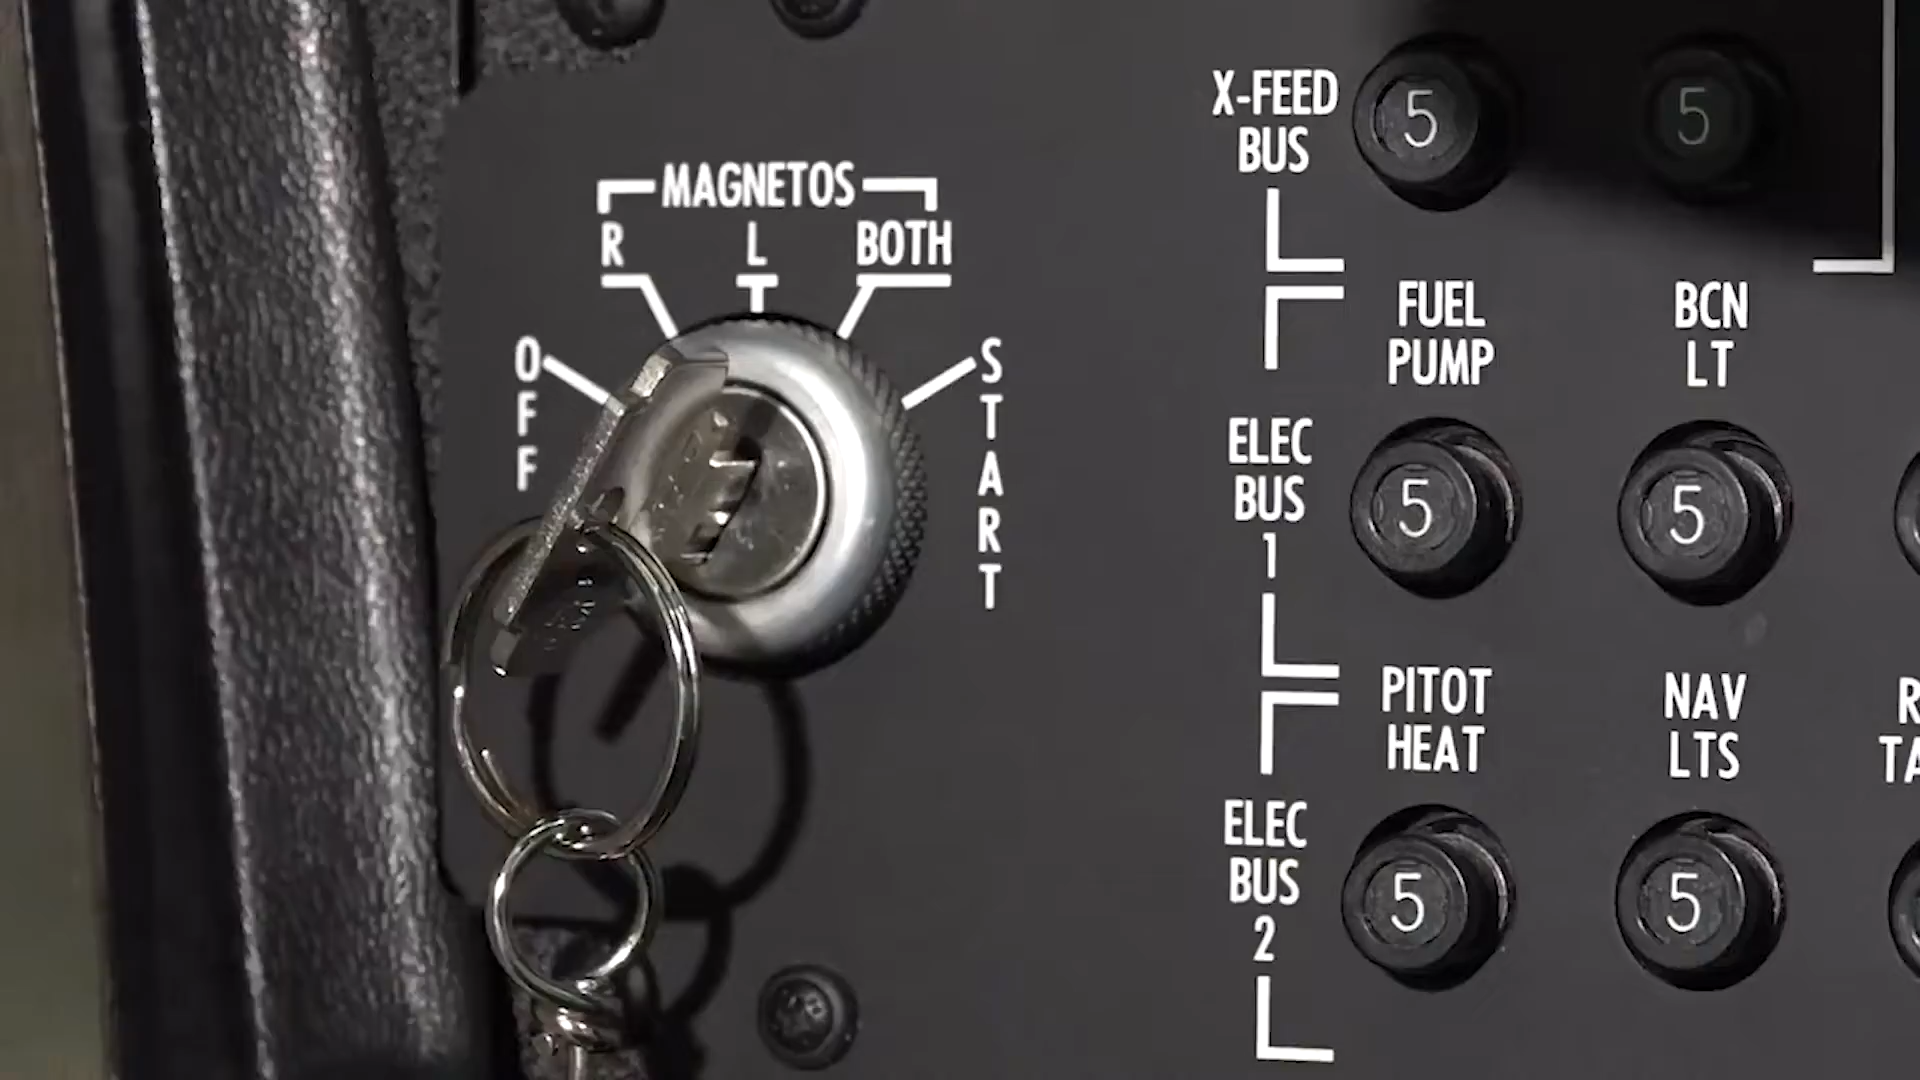 MAGNETOS
R L BOTH
OFF
START
X-FEED
BUS
5 5
FUEL
PUMP
BCN
LT
ELEC
BUS
1
5 5
PITOT
HEAT
NAV
LTS
R
TA
ELEC
BUS
2
5 5